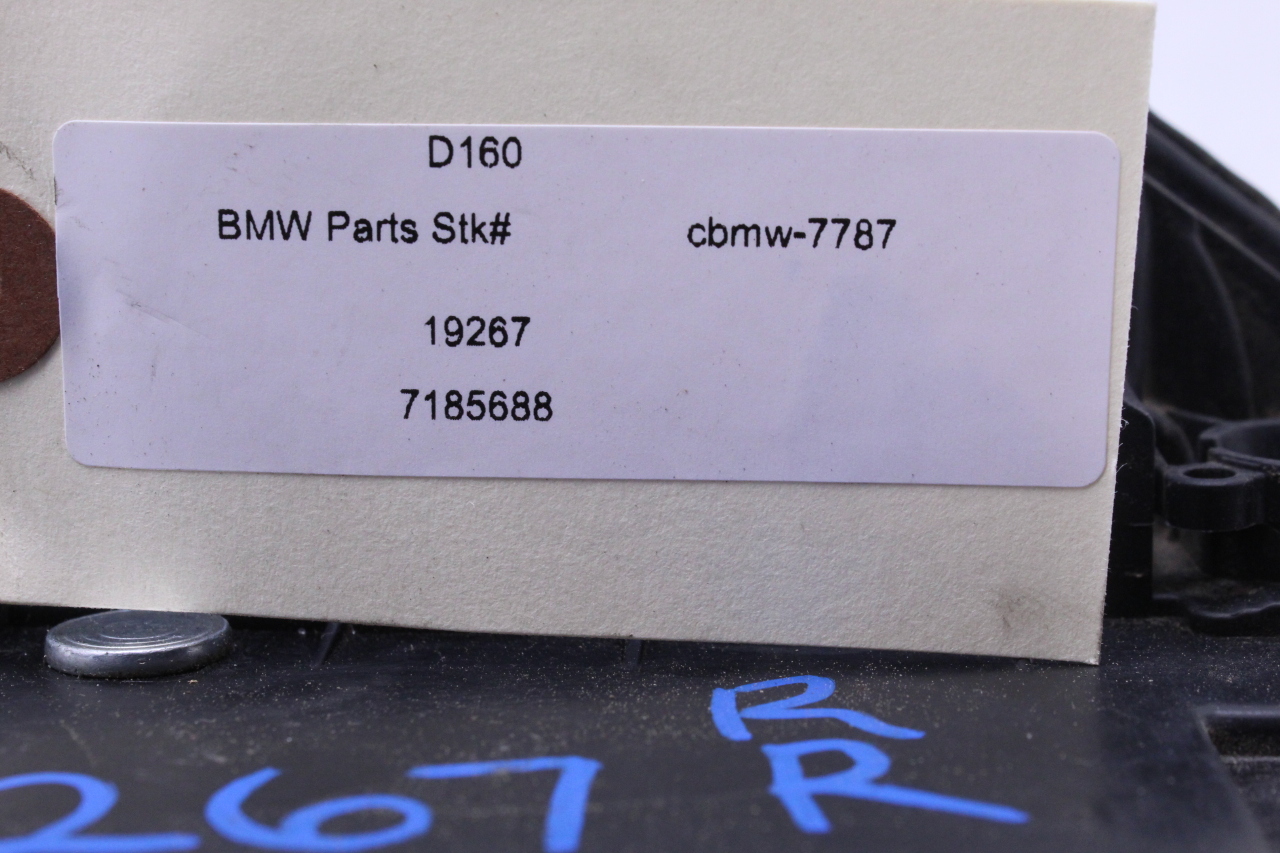 D160
BMW Parts Stk# cbmw-7787
19267
7185688
R
267 R